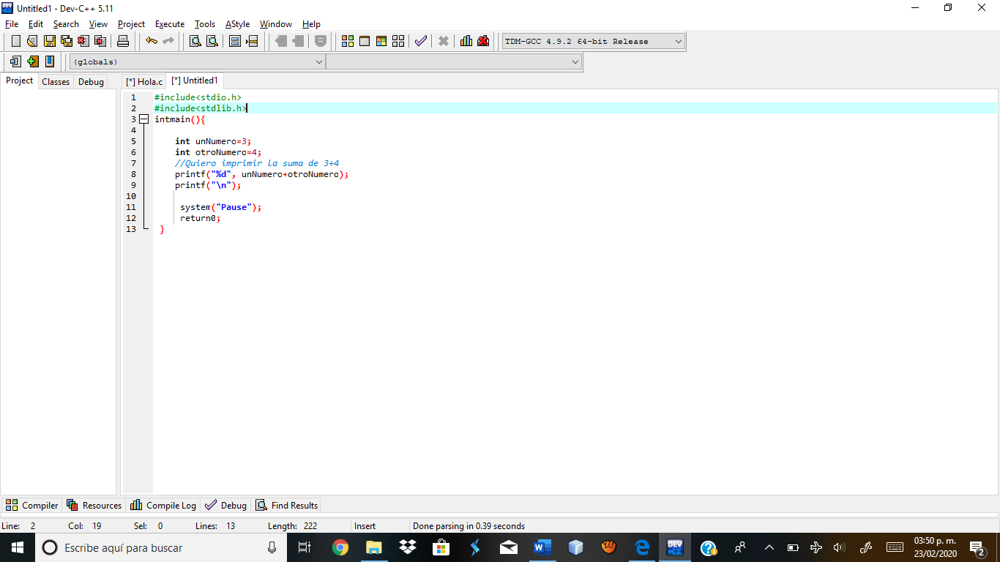 Untitled1 - Dev-C++ 5.11
File Edit Search View Project Execute Tools AStyle Window Help
TDM-GCC 4.9.2 64-bit Release
(globals)
Project Classes Debug [*] Hola.c [*] Untitled1
1 #include<stdio.h>
2 #include<stdlib.h>
3 intmain(){
4
5 int unNumero=3;
6 int otroNumero=4;
7 //Quiero imprimir la suma de 3+4
8 printf("%d", unNumero+otroNumero);
9 printf("\n");
10
11 system("Pause");
12 return0;
13 }
Compiler Resources Compile Log Debug Find Results
Line: 2 Col: 19 Sel: 0 Lines: 13 Length: 222 Insert Done parsing in 0.39 seconds
Escribe aquí para buscar
DEV
03:50 p. m.
23/02/2020
2